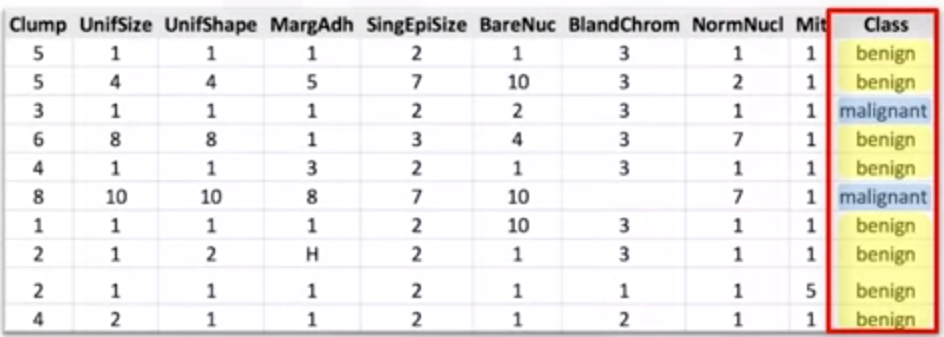 Clump UnifSize UnifShape MargAdh SingEpiSize BareNuc BlandChrom NormNucl Mit Class
5 1 1 1 2 1 3 1 1 benign
5 4 4 5 7 10 3 2 1 benign
3 1 1 1 2 2 3 1 1 malignant
6 8 8 1 3 4 3 7 1 benign
4 1 1 3 2 1 3 1 1 benign
8 10 10 8 7 10 7 1 malignant
1 1 1 1 2 10 3 1 1 benign
2 1 2 H 2 1 3 1 1 benign
2 1 1 1 2 1 1 1 5 benign
4 2 1 1 2 1 2 1 1 benign